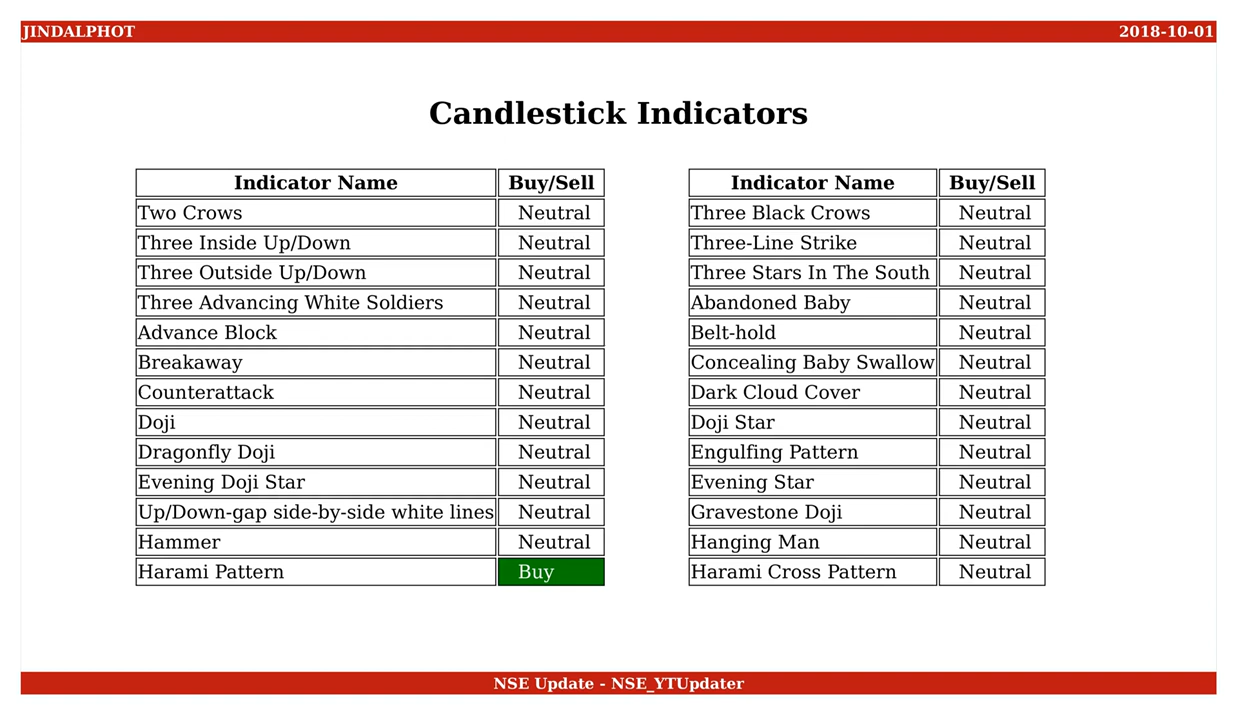 JINDALPHOT 2018-10-01
Candlestick Indicators
Indicator Name Buy/Sell Indicator Name Buy/Sell
Two Crows Neutral Three Black Crows Neutral
Three Inside Up/Down Neutral Three-Line Strike Neutral
Three Outside Up/Down Neutral Three Stars In The South Neutral
Three Advancing White Soldiers Neutral Abandoned Baby Neutral
Advance Block Neutral Belt-hold Neutral
Breakaway Neutral Concealing Baby Swallow Neutral
Counterattack Neutral Dark Cloud Cover Neutral
Doji Neutral Doji Star Neutral
Dragonfly Doji Neutral Engulfing Pattern Neutral
Evening Doji Star Neutral Evening Star Neutral
Up/Down-gap side-by-side white lines Neutral Gravestone Doji Neutral
Hammer Neutral Hanging Man Neutral
Harami Pattern Buy Harami Cross Pattern Neutral
NSE Update - NSE_YTUpdater